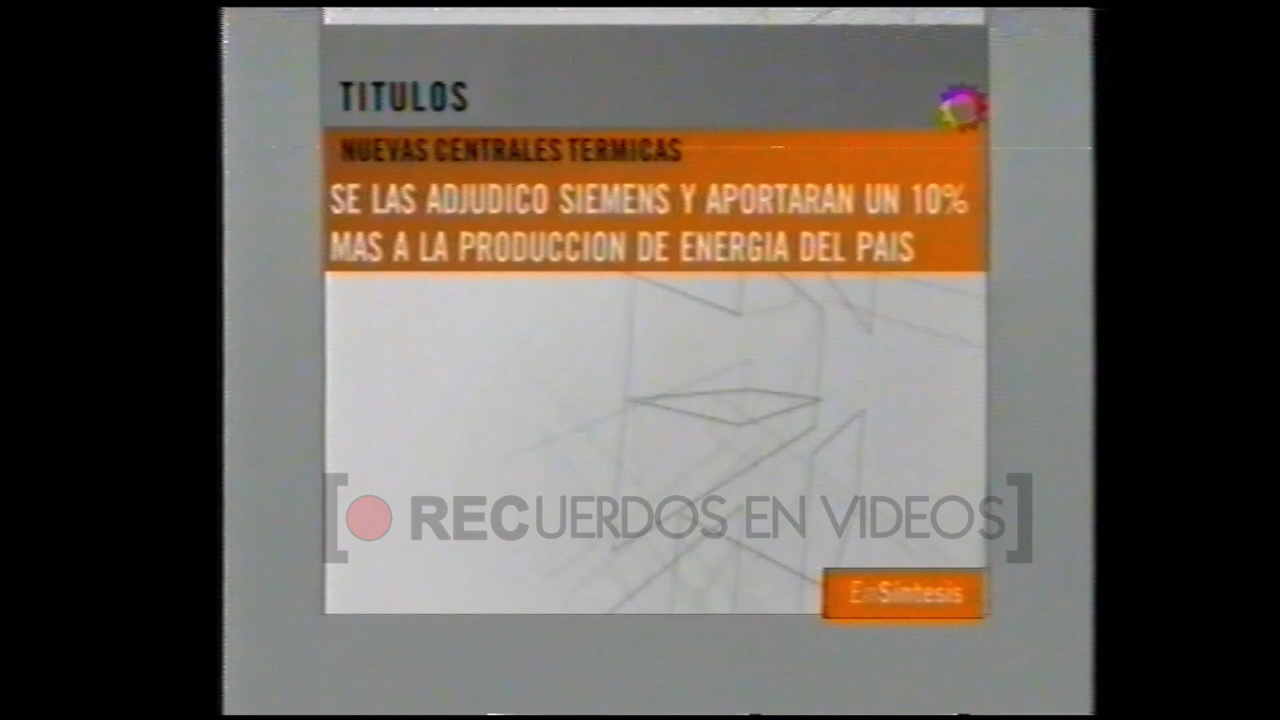 TITULOS
NUEVAS CENTRALES TERMICAS
SE LAS ADJUDICO SIEMENS Y APORTARAN UN 10%
MAS A LA PRODUCCION DE ENERGIA DEL PAIS
[RECUERDOS EN VIDEOS]
EnSíntesis